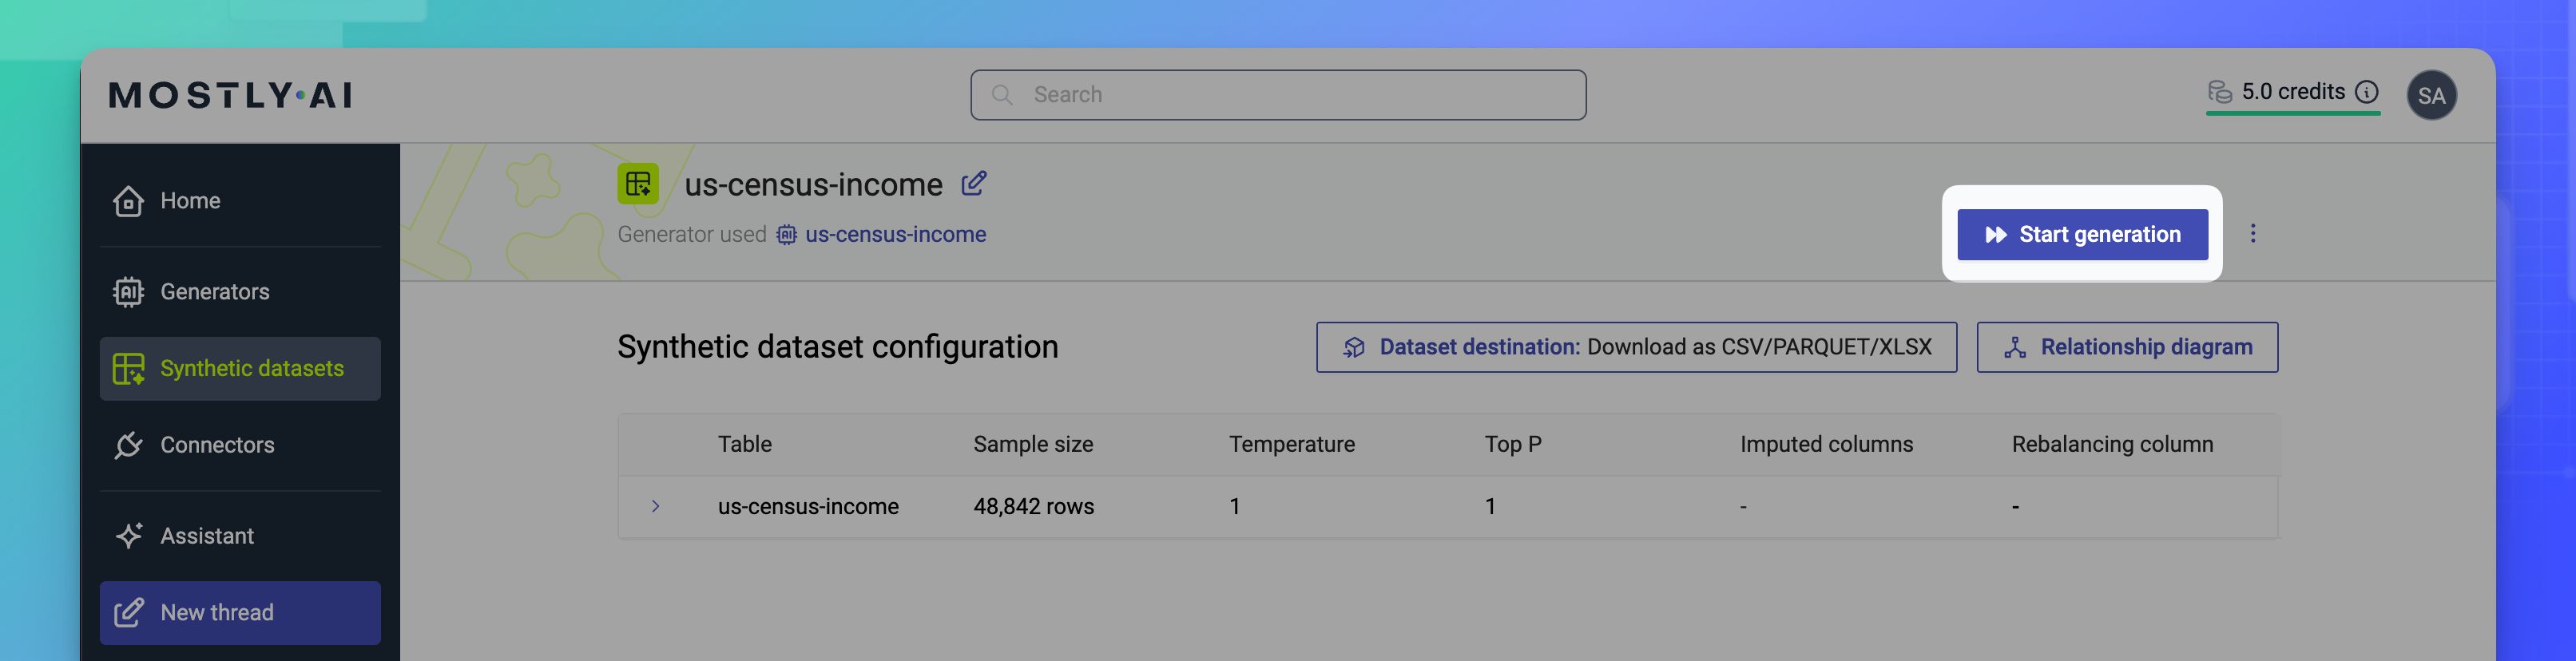 MOSTLY·AI
Search
5.0 credits
SA
Home
Generators
Synthetic datasets
Connectors
Assistant
New thread
us-census-income
Generator used us-census-income
Start generation
Synthetic dataset configuration
Dataset destination: Download as CSV/PARQUET/XLSX
Relationship diagram
Table Sample size Temperature Top P Imputed columns Rebalancing column
us-census-income 48,842 rows 1 1 - -